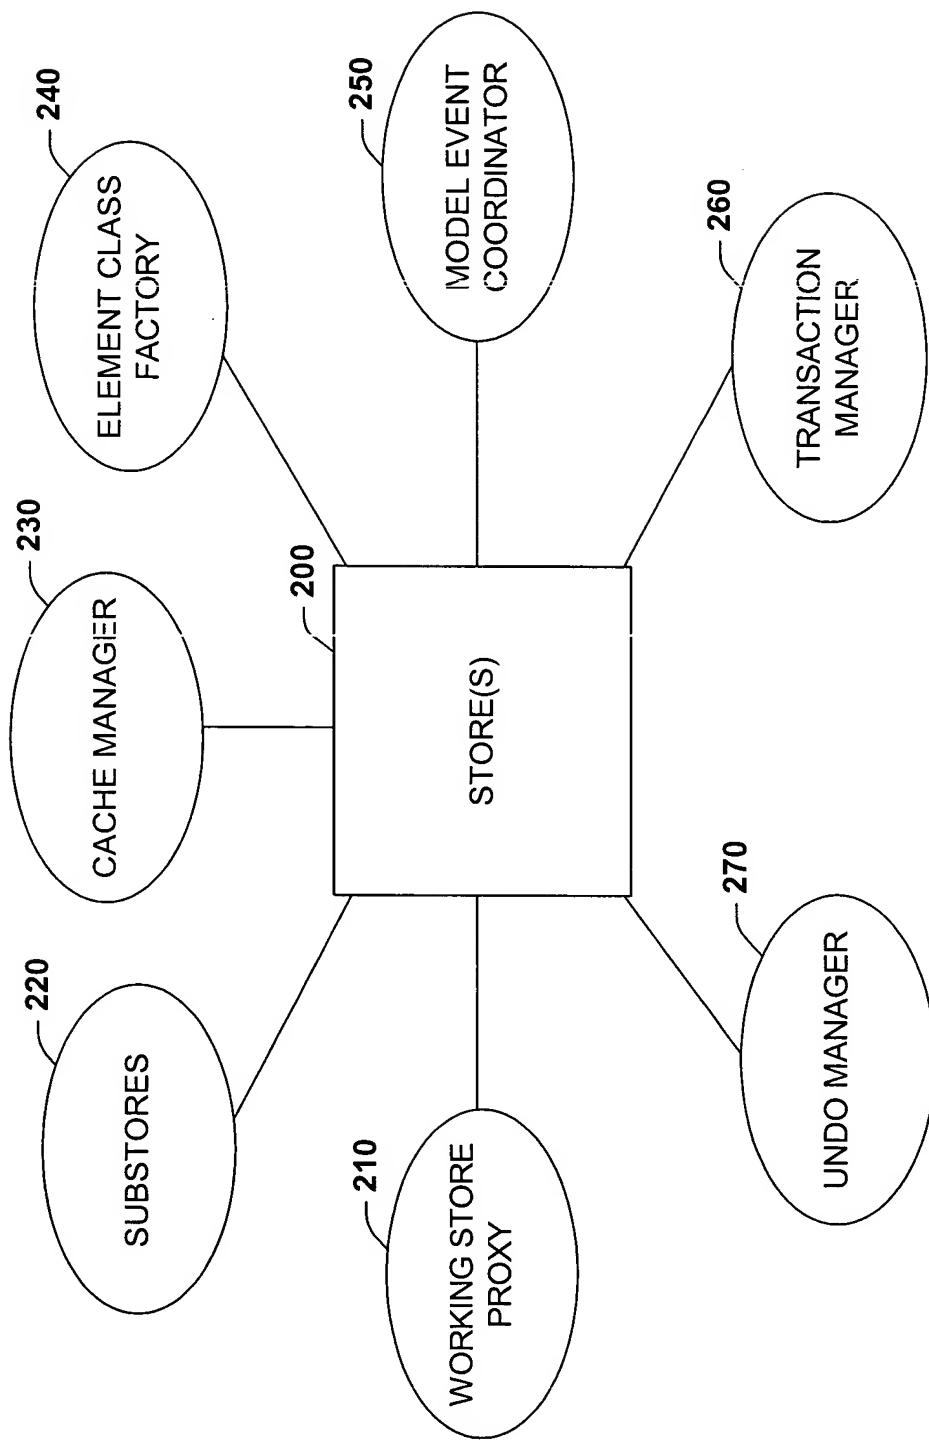 240
ELEMENT CLASS
FACTORY
230
CACHE MANAGER
250
MODEL EVENT
COORDINATOR
220
SUBSTORES
200
STORE(S)
210
WORKING STORE
PROXY
260
TRANSACTION
MANAGER
270
UNDO MANAGER